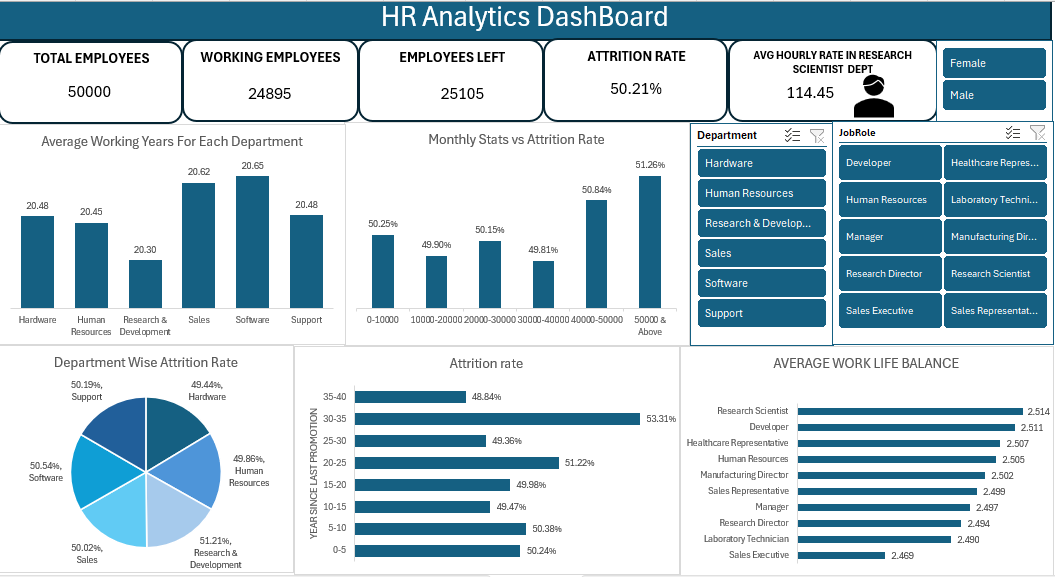 HR Analytics DashBoard
TOTAL EMPLOYEES
50000
WORKING EMPLOYEES
24895
EMPLOYEES LEFT
25105
ATTRITION RATE
50.21%
AVG HOURLY RATE IN RESEARCH
SCIENTIST DEPT
114.45
Female
Male
Average Working Years For Each Department
20.48
20.45
20.30
20.62
20.65
20.48
Hardware
Human
Resources
Research &
Development
Sales
Software
Support
Monthly Stats vs Attrition Rate
50.25%
49.90%
50.15%
49.81%
50.84%
51.26%
0-10000
10000-20000
20000-30000
30000-40000
40000-50000
50000 &
Above
Department
Hardware
Human Resources
Research & Develop...
Sales
Software
Support
JobRole
Developer
Healthcare Repres...
Human Resources
Laboratory Techni...
Manager
Manufacturing Dir...
Research Director
Research Scientist
Sales Executive
Sales Representat...
Department Wise Attrition Rate
50.19%,
Support
49.44%,
Hardware
50.54%,
Software
49.86%,
Human
Resources
50.02%,
Sales
51.21%,
Research &
Development
Attrition rate
YEAR SINCE LAST PROMOTION
35-40
48.84%
30-35
53.31%
25-30
49.36%
20-25
51.22%
15-20
49.98%
10-15
49.47%
5-10
50.38%
0-5
50.24%
AVERAGE WORK LIFE BALANCE
Research Scientist
2.514
Developer
2.511
Healthcare Representative
2.507
Human Resources
2.505
Manufacturing Director
2.502
Sales Representative
2.499
Manager
2.497
Research Director
2.494
Laboratory Technician
2.490
Sales Executive
2.469